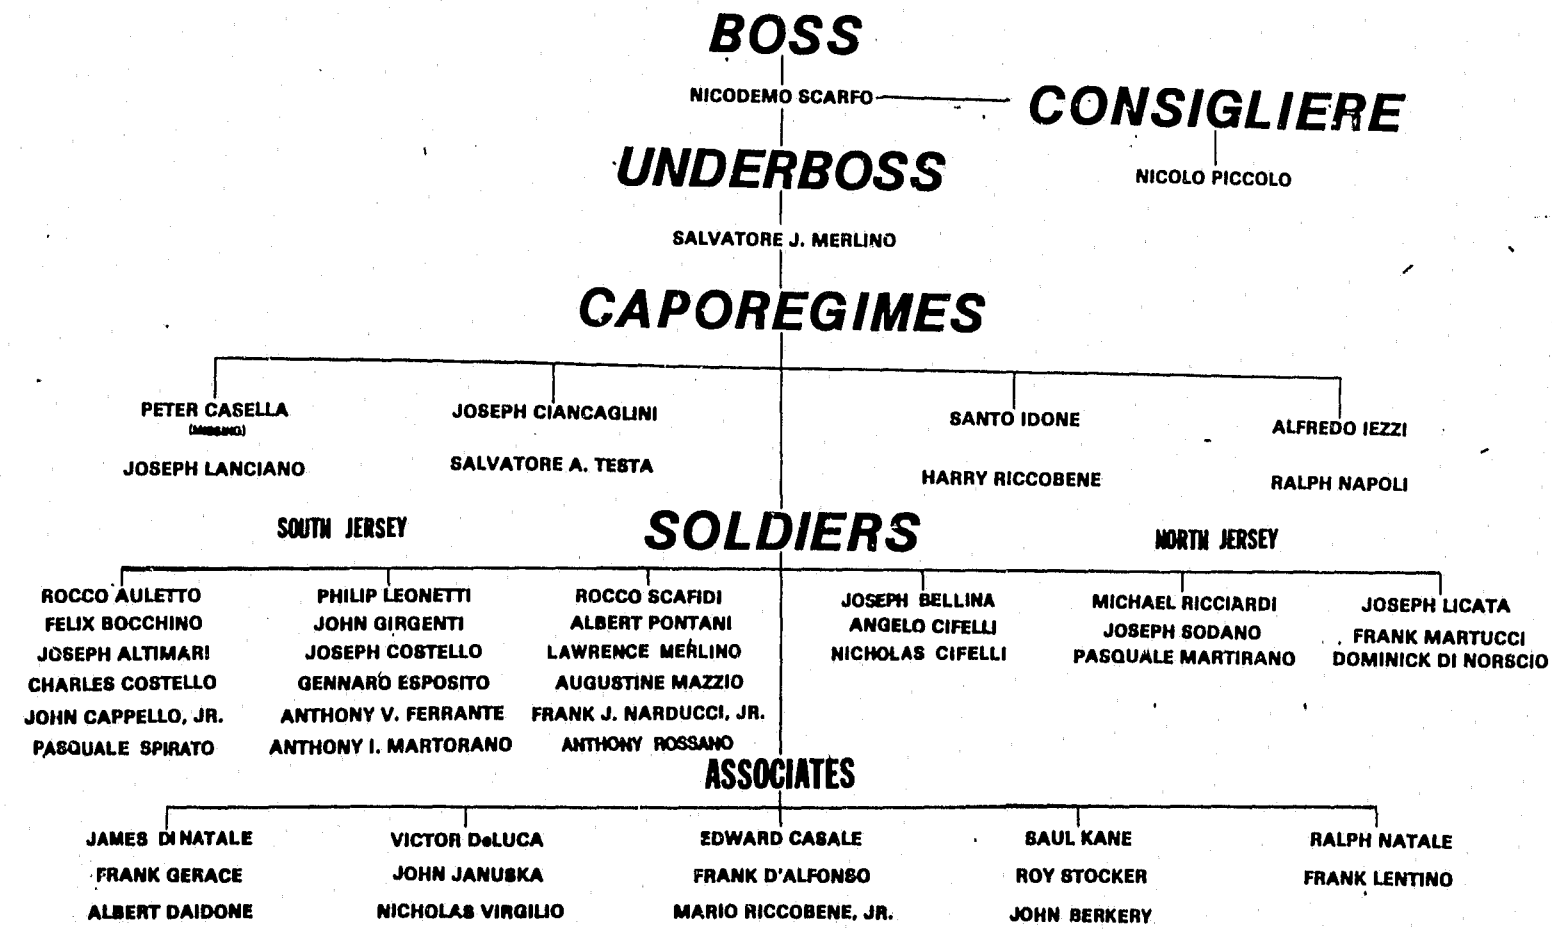 BOSS
NICODEMO SCARFO
CONSIGLIERE
NICOLO PICCOLO
UNDERBOSS
SALVATORE J. MERLINO
CAPOREGIMES
PETER CASELLA
(MISSING)
JOSEPH LANCIANO
JOSEPH CIANCAGLINI
SALVATORE A. TESTA
SANTO IDONE
HARRY RICCOBENE
ALFREDO IEZZI
RALPH NAPOLI
SOLDIERS
SOUTH JERSEY
ROCCO AULETTO
FELIX BOCCHINO
JOSEPH ALTIMARI
CHARLES COSTELLO
JOHN CAPPELLO, JR.
PASQUALE SPIRATO
PHILIP LEONETTI
JOHN GIRGENTI
JOSEPH COSTELLO
GENNARO ESPOSITO
ANTHONY V. FERRANTE
ANTHONY I. MARTORANO
ROCCO SCAFIDI
ALBERT PONTANI
LAWRENCE MERLINO
AUGUSTINE MAZZIO
FRANK J. NARDUCCI, JR.
ANTHONY ROSSANO
NORTH JERSEY
JOSEPH BELLINA
ANGELO CIFELLI
NICHOLAS CIFELLI
MICHAEL RICCIARDI
JOSEPH SODANO
PASQUALE MARTIRANO
JOSEPH LICATA
FRANK MARTUCCI
DOMINICK DI NORSCIO
ASSOCIATES
JAMES DI NATALE
FRANK GERACE
ALBERT DAIDONE
VICTOR DeLUCA
JOHN JANUSKA
NICHOLAS VIRGILIO
EDWARD CASALE
FRANK D'ALFONSO
MARIO RICCOBENE, JR.
SAUL KANE
ROY STOCKER
JOHN BERKERY
RALPH NATALE
FRANK LENTINO